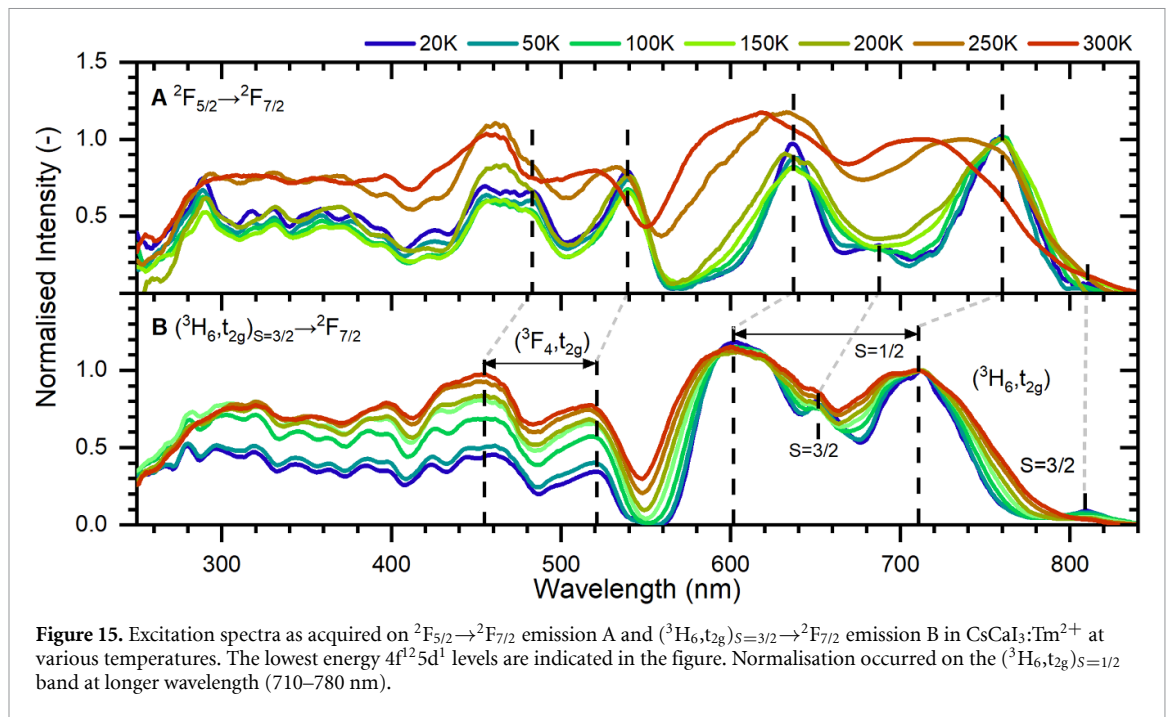 20K 50K 100K 150K 200K 250K 300K
1.5
A ²F₅/₂→²F₇/₂
1.0
0.5
B (³H₆,t₂g)S=3/2→²F₇/₂
(³F₄,t₂g)
S=1/2
(³H₆,t₂g)
1.0
S=3/2
S=3/2
0.5
0.0
Normalised Intensity (-)
300 400 500 600 700 800
Wavelength (nm)
Figure 15. Excitation spectra as acquired on ²F₅/₂→²F₇/₂ emission A and (³H₆,t₂g)S=3/2→²F₇/₂ emission B in CsCaI₃:Tm²⁺ at
various temperatures. The lowest energy 4f¹²5d¹ levels are indicated in the figure. Normalisation occurred on the (³H₆,t₂g)S=1/2
band at longer wavelength (710–780 nm).